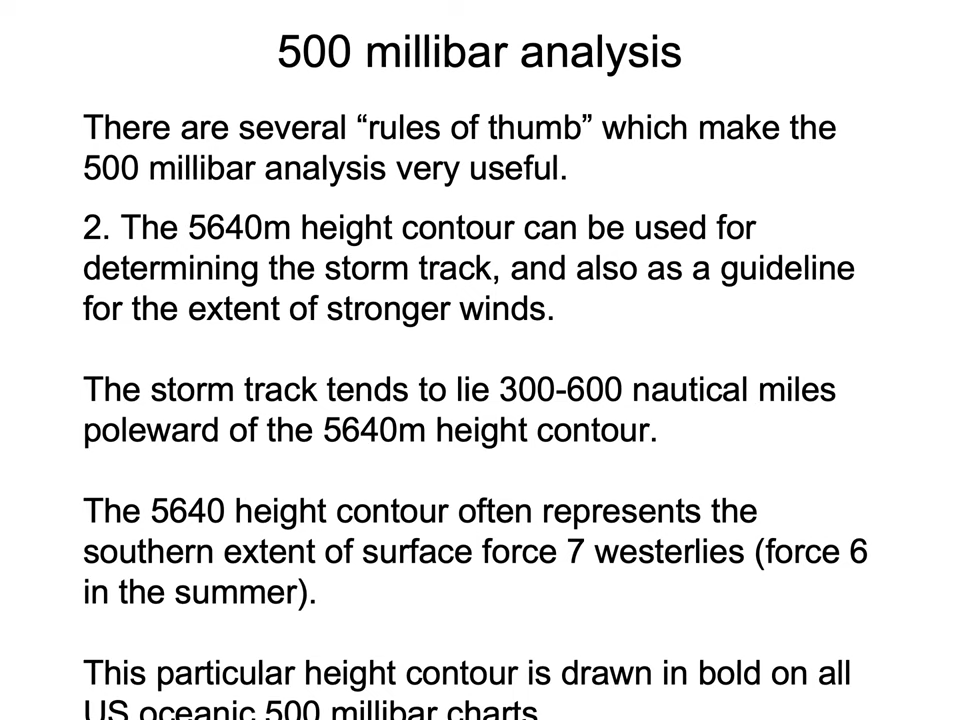 500 millibar analysis
There are several “rules of thumb” which make the
500 millibar analysis very useful.
2. The 5640m height contour can be used for
determining the storm track, and also as a guideline
for the extent of stronger winds.
The storm track tends to lie 300-600 nautical miles
poleward of the 5640m height contour.
The 5640 height contour often represents the
southern extent of surface force 7 westerlies (force 6
in the summer).
This particular height contour is drawn in bold on all
US oceanic 500 millibar charts